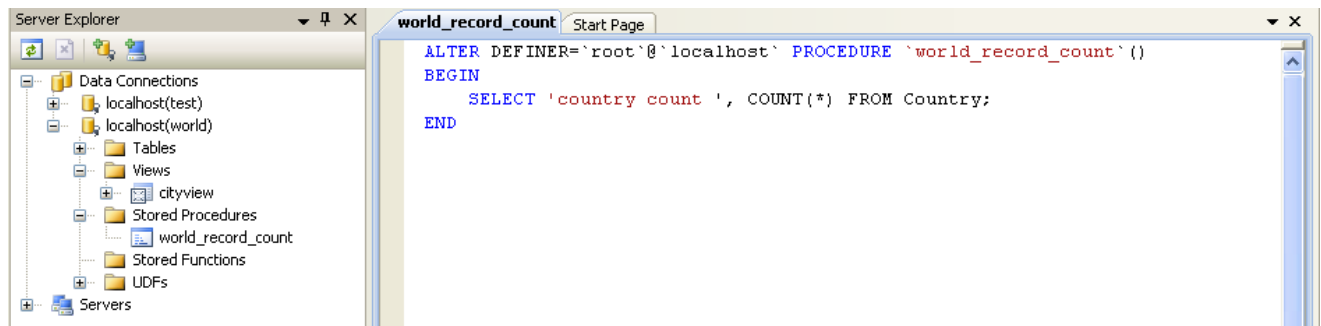 Server Explorer
Data Connections
localhost(test)
localhost(world)
Tables
Views
cityview
Stored Procedures
world_record_count
Stored Functions
UDFs
Servers
world_record_count Start Page
ALTER DEFINER=`root`@`localhost` PROCEDURE `world_record_count`()
BEGIN
    SELECT 'country count ', COUNT(*) FROM Country;
END